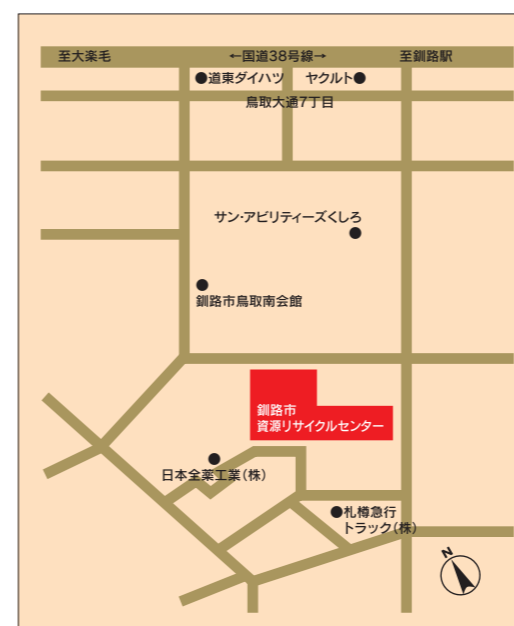 至大楽毛 ←国道38号線→ 至釧路駅
●道東ダイハツ ヤクルト●
鳥取大通7丁目
サン・アビリティーズくしろ
釧路市鳥取南会館
釧路市
資源リサイクルセンター
日本全薬工業(株)
●札樽急行
トラック(株)
N